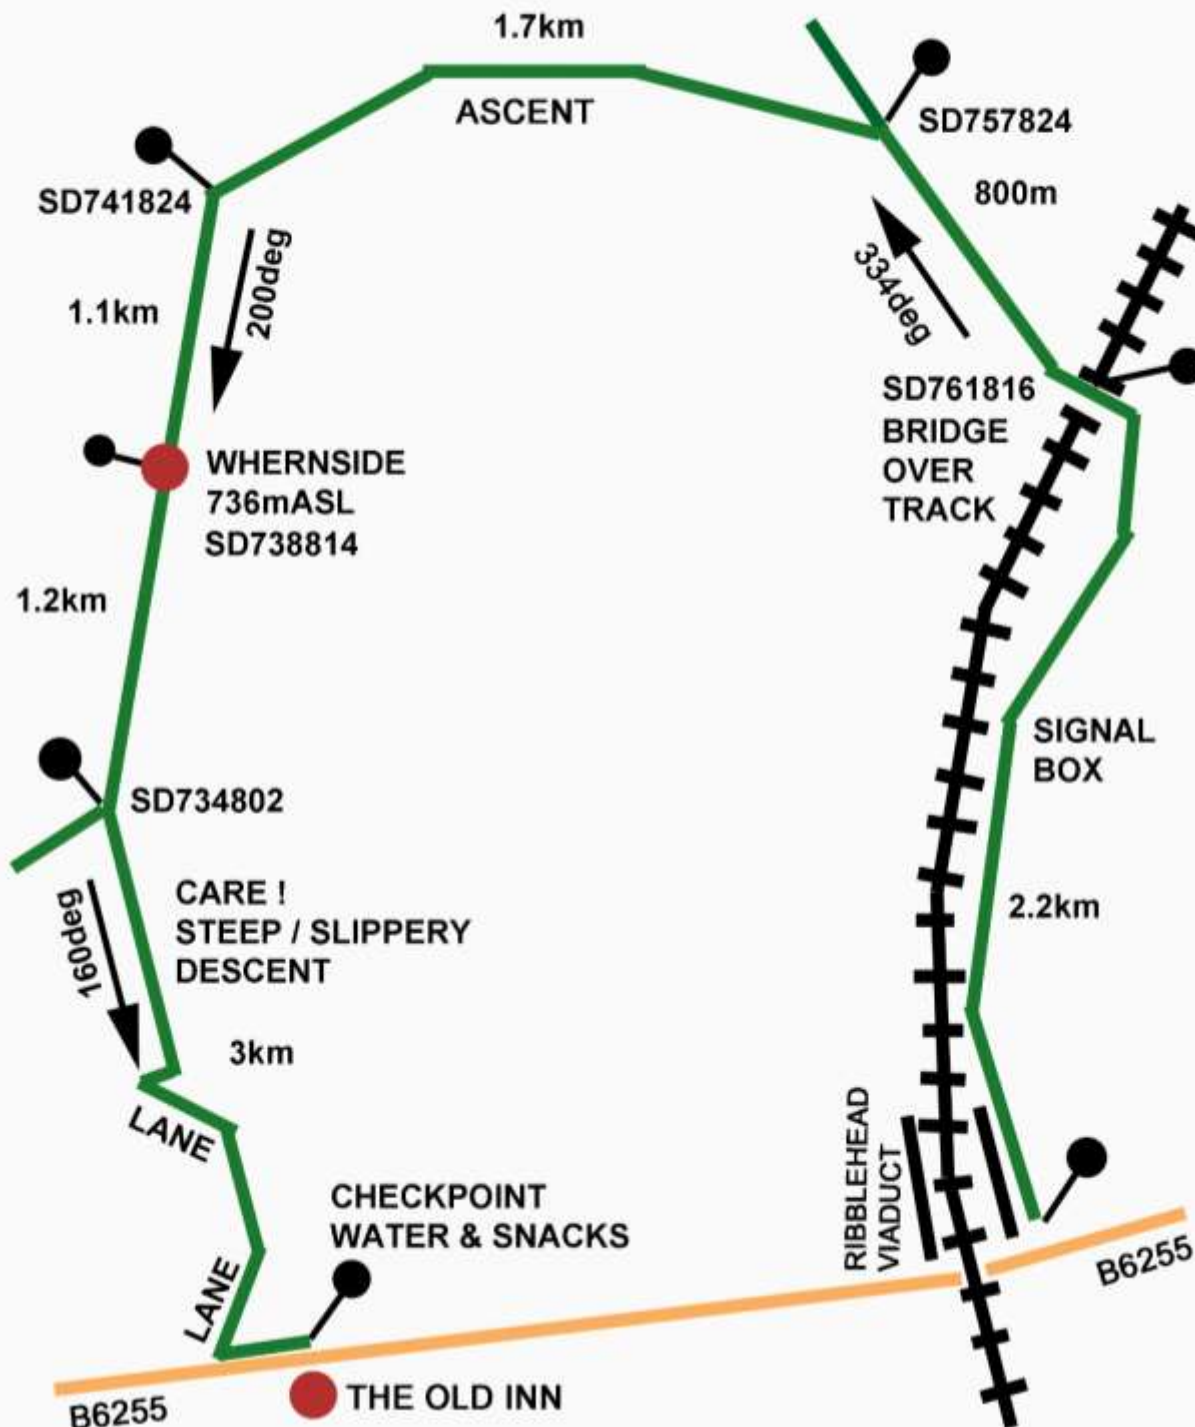 1.7km
ASCENT
SD757824
800m
334deg
SD741824
200deg
1.1km
WHERNSIDE
736mASL
SD738814
SD761816
BRIDGE
OVER
TRACK
1.2km
SD734802
SIGNAL
BOX
CARE !
STEEP / SLIPPERY
DESCENT
160deg
2.2km
3km
LANE
CHECKPOINT
WATER & SNACKS
RIBBLEHEAD
VIADUCT
LANE
B6255
THE OLD INN
B6255